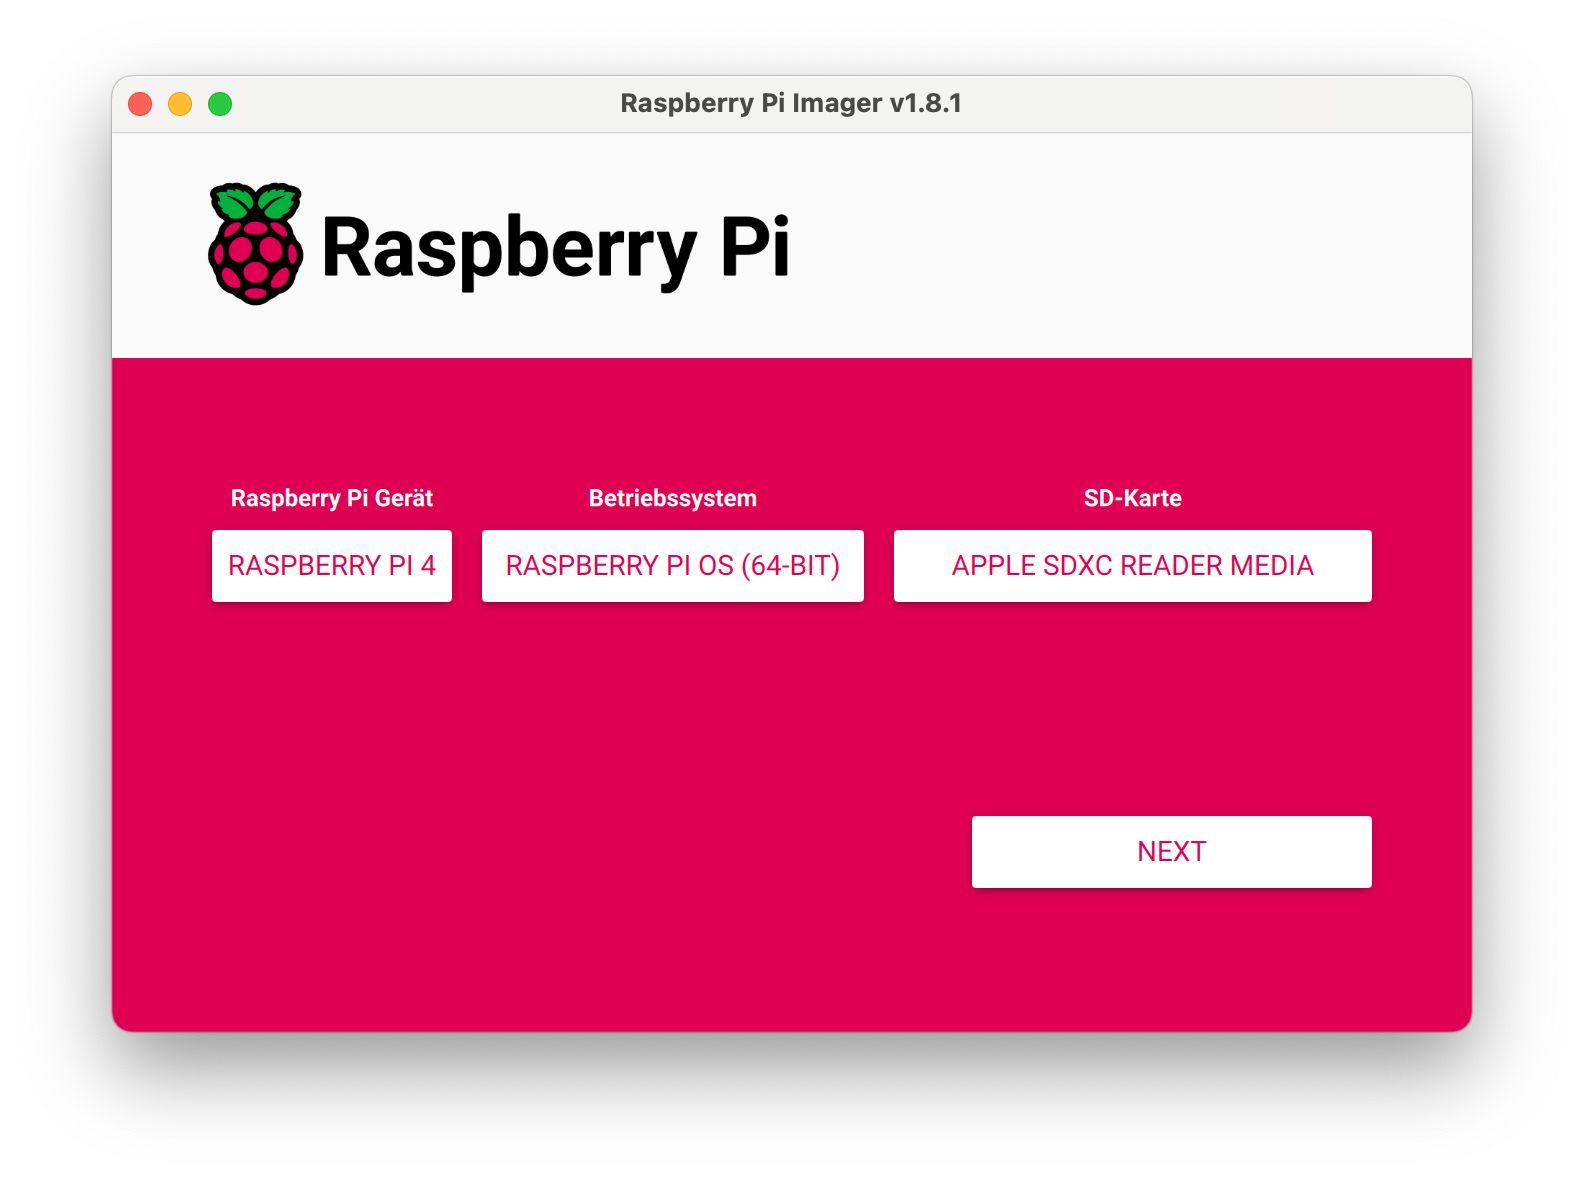 Raspberry Pi Imager v1.8.1
Raspberry Pi
Raspberry Pi Gerät
Betriebssystem
SD-Karte
RASPBERRY PI 4
RASPBERRY PI OS (64-BIT)
APPLE SDXC READER MEDIA
NEXT